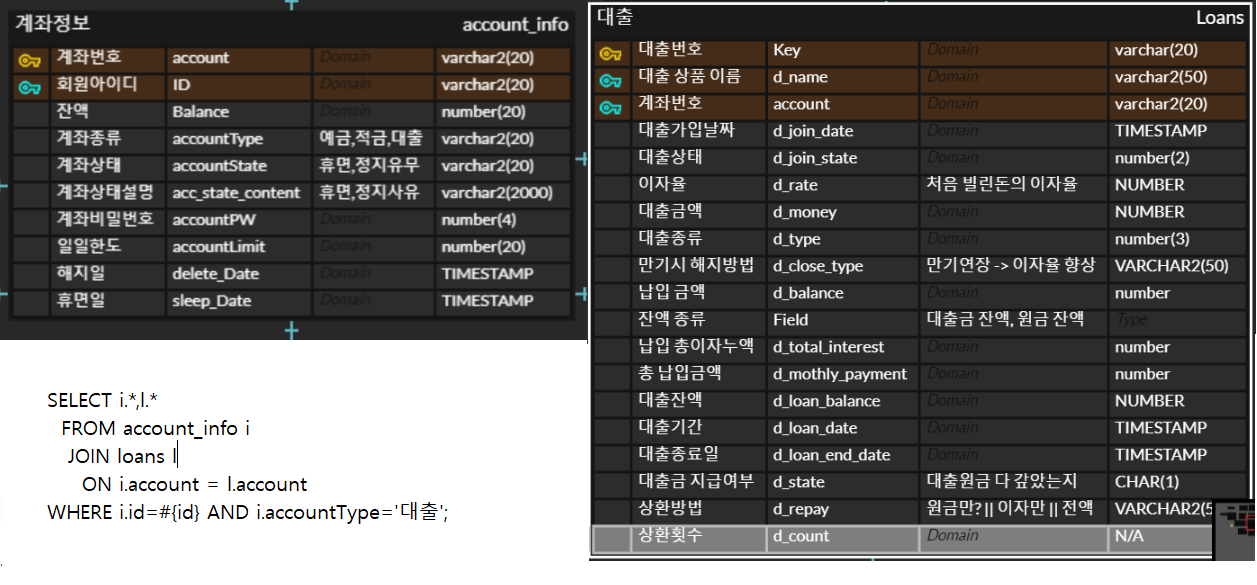 계좌정보 account_info
계좌번호 account Domain varchar2(20)
회원아이디 ID Domain varchar2(20)
잔액 Balance Domain number(20)
계좌종류 accountType 예금,적금,대출 varchar2(20)
계좌상태 accountState 휴면,정지유무 varchar2(20)
계좌상태설명 acc_state_content 휴면,정지사유 varchar2(2000)
계좌비밀번호 accountPW Domain number(4)
일일한도 accountLimit Domain number(20)
해지일 delete_Date Domain TIMESTAMP
휴면일 sleep_Date Domain TIMESTAMP
SELECT i.*,l.*
FROM account_info i
JOIN loans l
ON i.account = l.account
WHERE i.id=#{id} AND i.accountType='대출';
대출 Loans
대출번호 Key Domain varchar(20)
대출 상품 이름 d_name Domain varchar2(50)
계좌번호 account Domain varchar2(20)
대출가입날짜 d_join_date Domain TIMESTAMP
대출상태 d_join_state Domain number(2)
이자율 d_rate 처음 빌린돈의 이자율 NUMBER
대출금액 d_money Domain NUMBER
대출종류 d_type Domain number(3)
만기시 해지방법 d_close_type 만기연장 -> 이자율 향상 VARCHAR2(50)
납입 금액 d_balance Domain number
잔액 종류 Field 대출금 잔액, 원금 잔액 Type
납입 총이자누액 d_total_interest Domain number
총 납입금액 d_mothly_payment Domain number
대출잔액 d_loan_balance Domain NUMBER
대출기간 d_loan_date Domain TIMESTAMP
대출종료일 d_loan_end_date Domain TIMESTAMP
대출금 지급여부 d_state 대출원금 다 갚았는지 CHAR(1)
상환방법 d_repay 원금만? || 이자만 || 전액 VARCHAR2(5
상환횟수 d_count Domain N/A